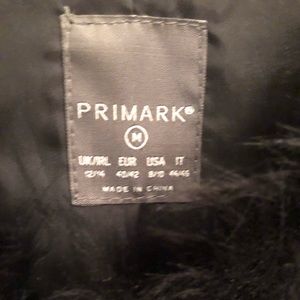 PRIMARK®
M
UK/IRL EUR USA IT
12/14 40/42 8/10 44/46
MADE IN CHINA